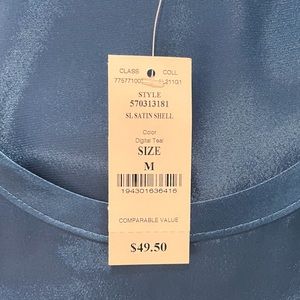 CLASS COLL
STYLE
570313181
SL SATIN SHELL
Color
Digital Teal
SIZE
M
194301636416
COMPARABLE VALUE
$49.50